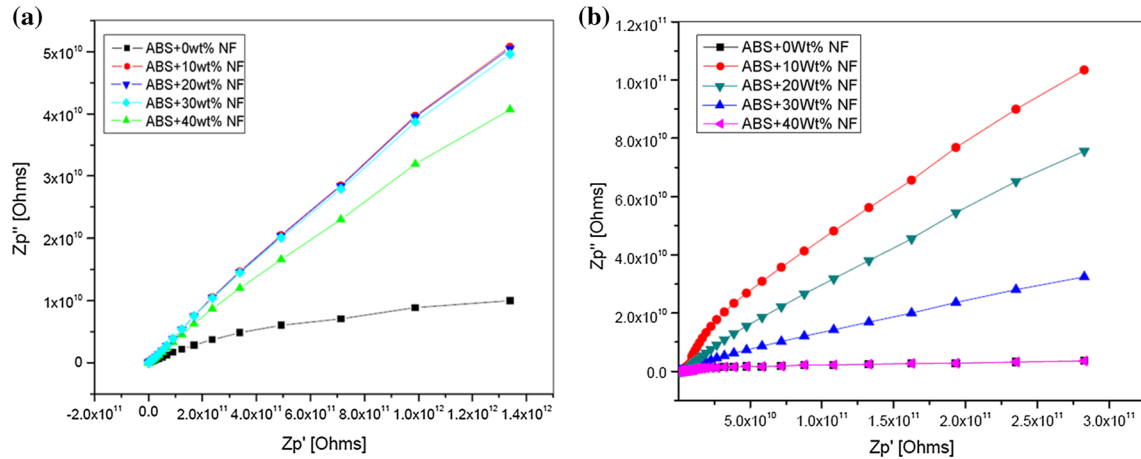 (a)
ABS+0wt% NF
ABS+10wt% NF
ABS+20wt% NF
ABS+30wt% NF
ABS+40wt% NF
5x10¹⁰
4x10¹⁰
3x10¹⁰
2x10¹⁰
1x10¹⁰
0
Zp'' [Ohms]
-2.0x10¹¹ 0.0 2.0x10¹¹ 4.0x10¹¹ 6.0x10¹¹ 8.0x10¹¹ 1.0x10¹² 1.2x10¹² 1.4x10¹²
Zp' [Ohms]
(b)
ABS+0Wt% NF
ABS+10Wt% NF
ABS+20Wt% NF
ABS+30Wt% NF
ABS+40Wt% NF
1.2x10¹¹
1.0x10¹¹
8.0x10¹⁰
6.0x10¹⁰
4.0x10¹⁰
2.0x10¹⁰
0.0
Zp'' [Ohms]
5.0x10¹⁰ 1.0x10¹¹ 1.5x10¹¹ 2.0x10¹¹ 2.5x10¹¹ 3.0x10¹¹
Zp' [Ohms]